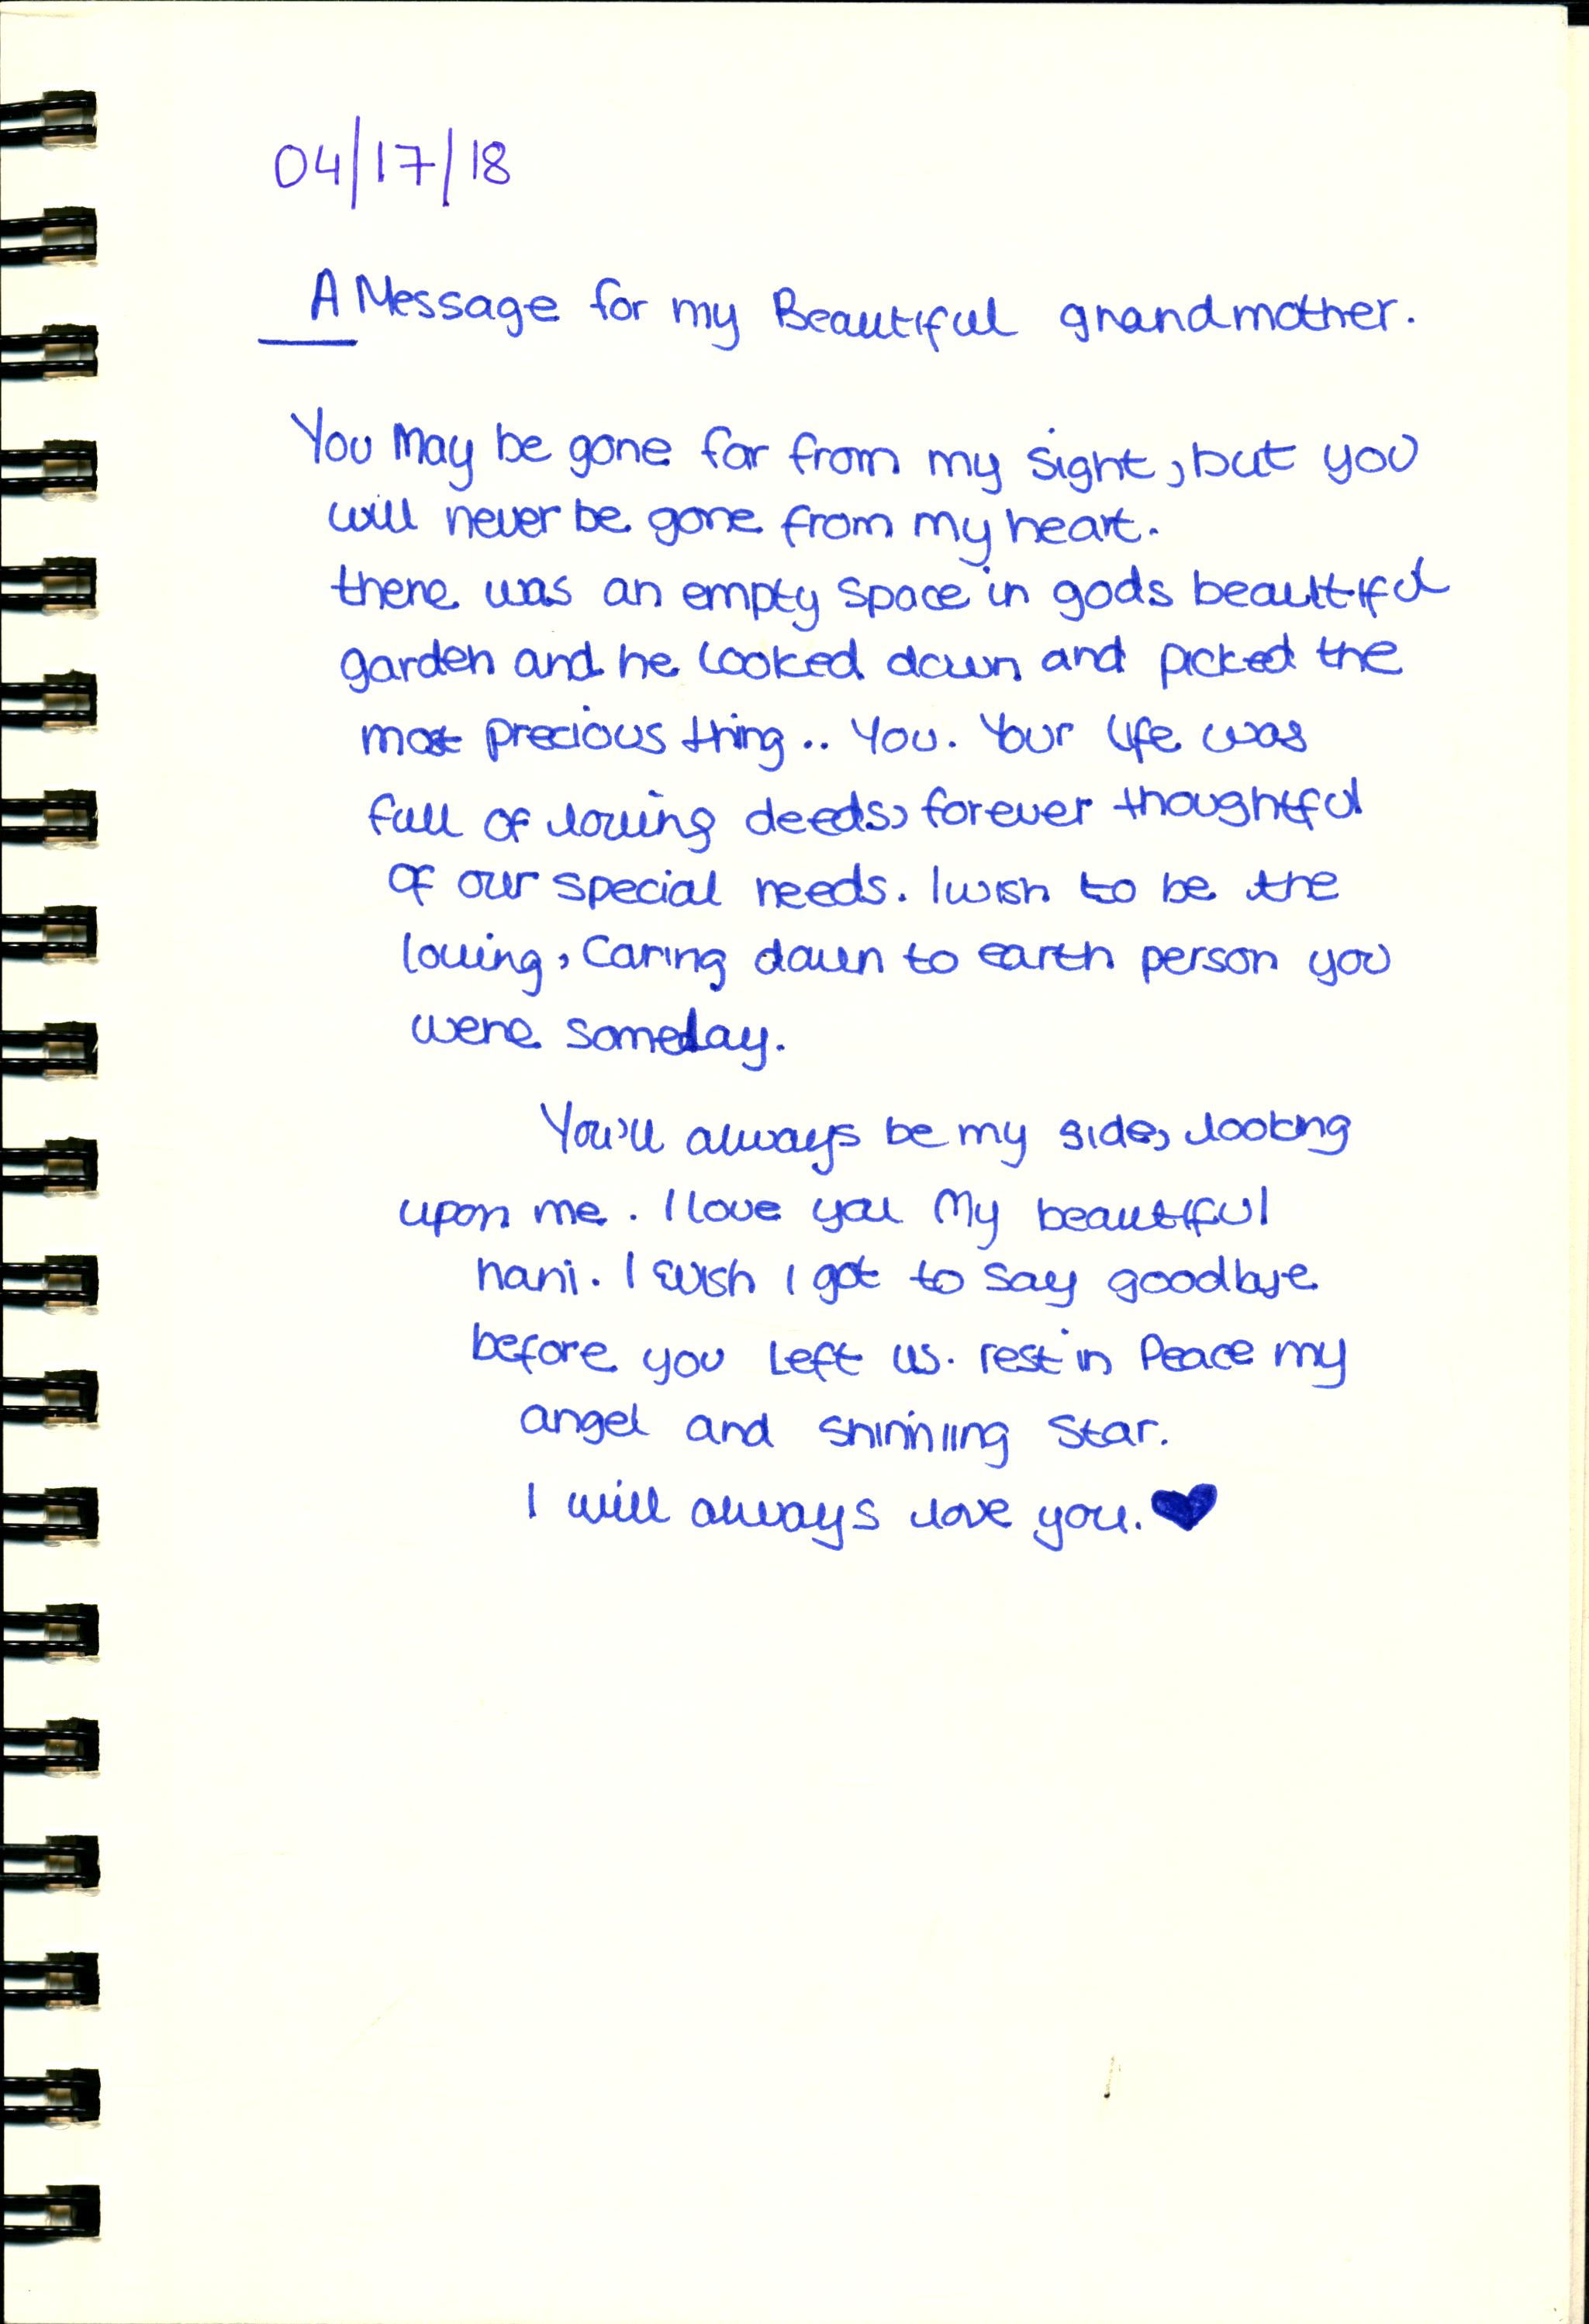 04/17/18
A Message for my Beautiful grandmother.
You May be gone far from my sight, but you
will never be gone from my heart.
there was an empty space in gods beautiful
garden and he looked down and picked the
most precious thing.. You. Your life was
full of loving deeds, forever thoughtful
of our special needs. I wish to be the
loving, Caring down to earth person you
were someday.
You'll always be my side, looking
upon me. I love you My beautiful
nani. I wish I got to say goodbye
before you Left us. rest in Peace my
angel and shinning star.
I will always love you. ♥